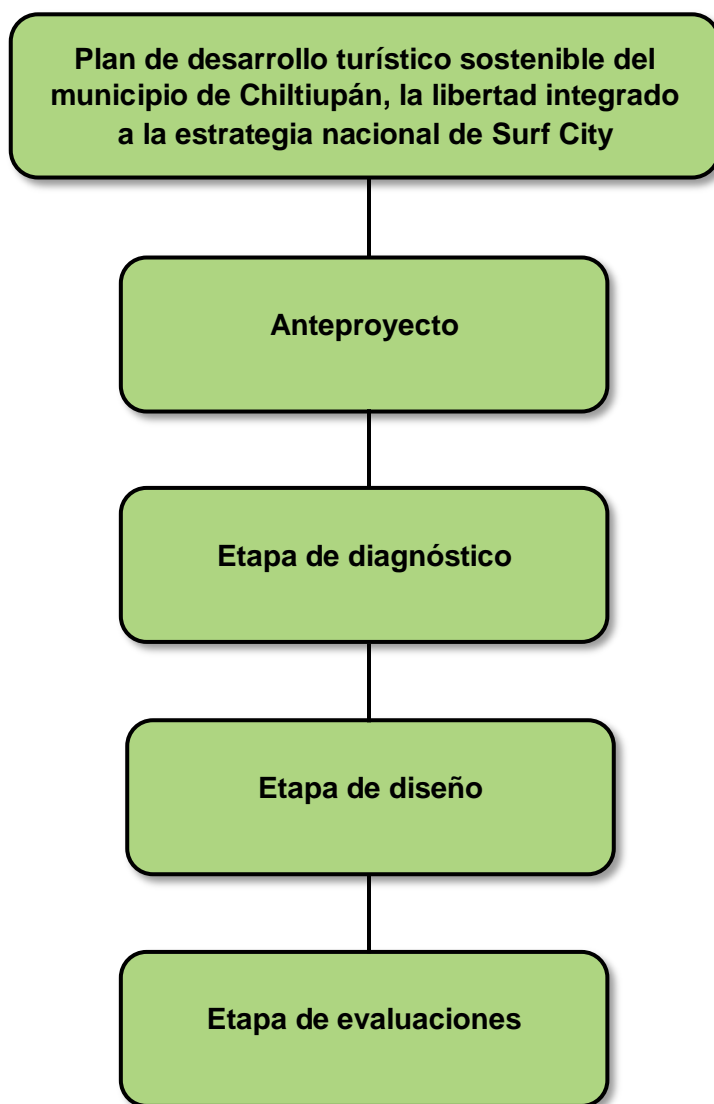 Plan de desarrollo turístico sostenible del
municipio de Chiltiupán, la libertad integrado
a la estrategia nacional de Surf City
Anteproyecto
Etapa de diagnóstico
Etapa de diseño
Etapa de evaluaciones